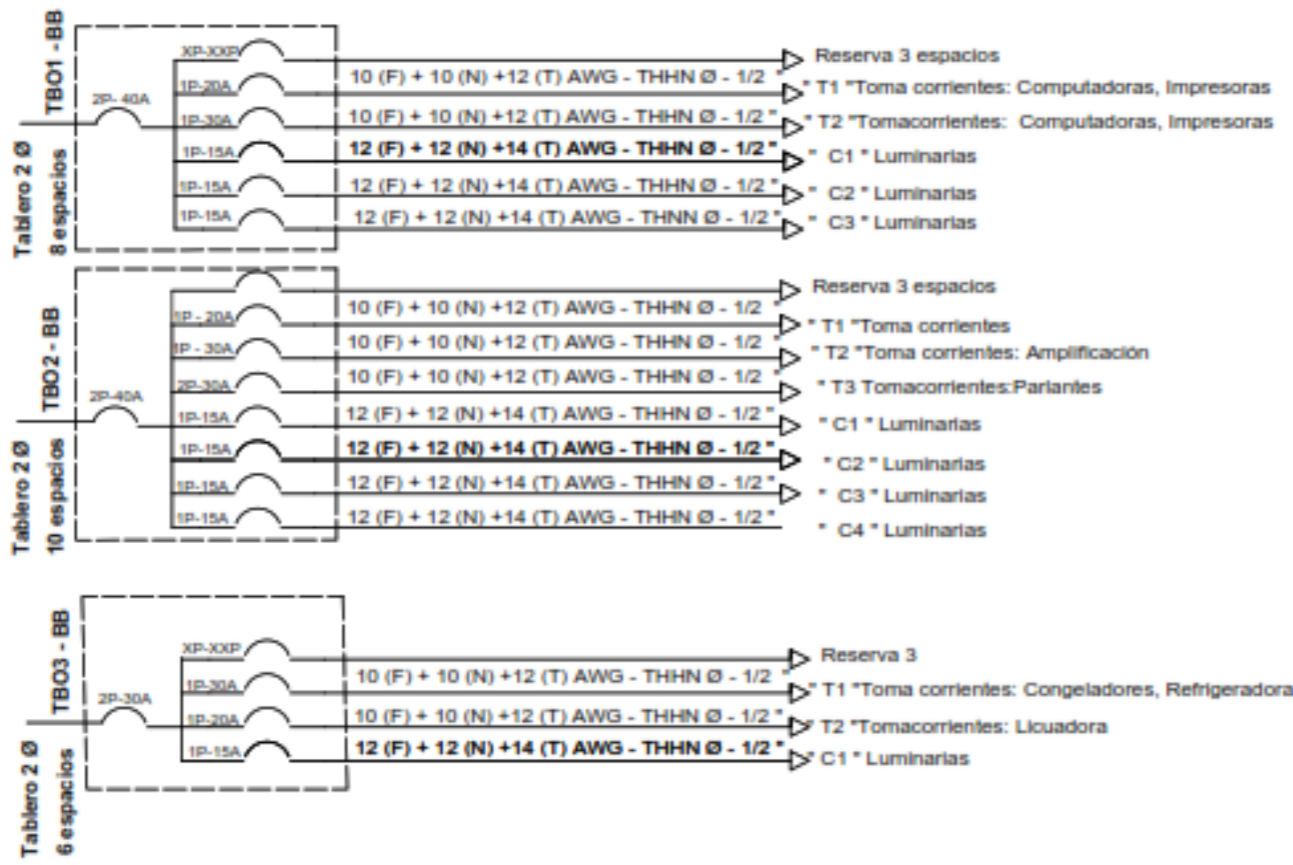 TBO1 - BB
Tablero 2 Ø
8 espacios
2P- 40A
XP-XXP
Reserva 3 espacios
1P-20A
10 (F) + 10 (N) +12 (T) AWG - THHN Ø - 1/2 "
" T1 "Toma corrientes: Computadoras, Impresoras
1P-30A
10 (F) + 10 (N) +12 (T) AWG - THHN Ø - 1/2 "
" T2 "Tomacorrientes: Computadoras, Impresoras
1P-15A
12 (F) + 12 (N) +14 (T) AWG - THHN Ø - 1/2 "
" C1 " Luminarias
1P-15A
12 (F) + 12 (N) +14 (T) AWG - THHN Ø - 1/2 "
" C2 " Luminarias
1P-15A
12 (F) + 12 (N) +14 (T) AWG - THNN Ø - 1/2 "
" C3 " Luminarias
TBO2 - BB
Tablero 2 Ø
10 espacios
2P-40A
Reserva 3 espacios
1P - 20A
10 (F) + 10 (N) +12 (T) AWG - THHN Ø - 1/2 "
" T1 "Toma corrientes
1P - 30A
10 (F) + 10 (N) +12 (T) AWG - THHN Ø - 1/2 "
" T2 "Toma corrientes: Amplificación
2P-30A
10 (F) + 10 (N) +12 (T) AWG - THHN Ø - 1/2 "
" T3 Tomacorrientes:Parlantes
1P-15A
12 (F) + 12 (N) +14 (T) AWG - THHN Ø - 1/2 "
" C1 " Luminarias
1P-15A
12 (F) + 12 (N) +14 (T) AWG - THHN Ø - 1/2 "
" C2 " Luminarias
1P-15A
12 (F) + 12 (N) +14 (T) AWG - THHN Ø - 1/2 "
" C3 " Luminarias
1P-15A
12 (F) + 12 (N) +14 (T) AWG - THHN Ø - 1/2 "
" C4 " Luminarias
TBO3 - BB
Tablero 2 Ø
6 espacios
2P-30A
XP-XXP
Reserva 3
1P-30A
10 (F) + 10 (N) +12 (T) AWG - THHN Ø - 1/2 "
" T1 "Toma corrientes: Congeladores, Refrigeradora
1P-20A
10 (F) + 10 (N) +12 (T) AWG - THHN Ø - 1/2 "
" T2 "Tomacorrientes: Licuadora
1P-15A
12 (F) + 12 (N) +14 (T) AWG - THHN Ø - 1/2 "
" C1 " Luminarias